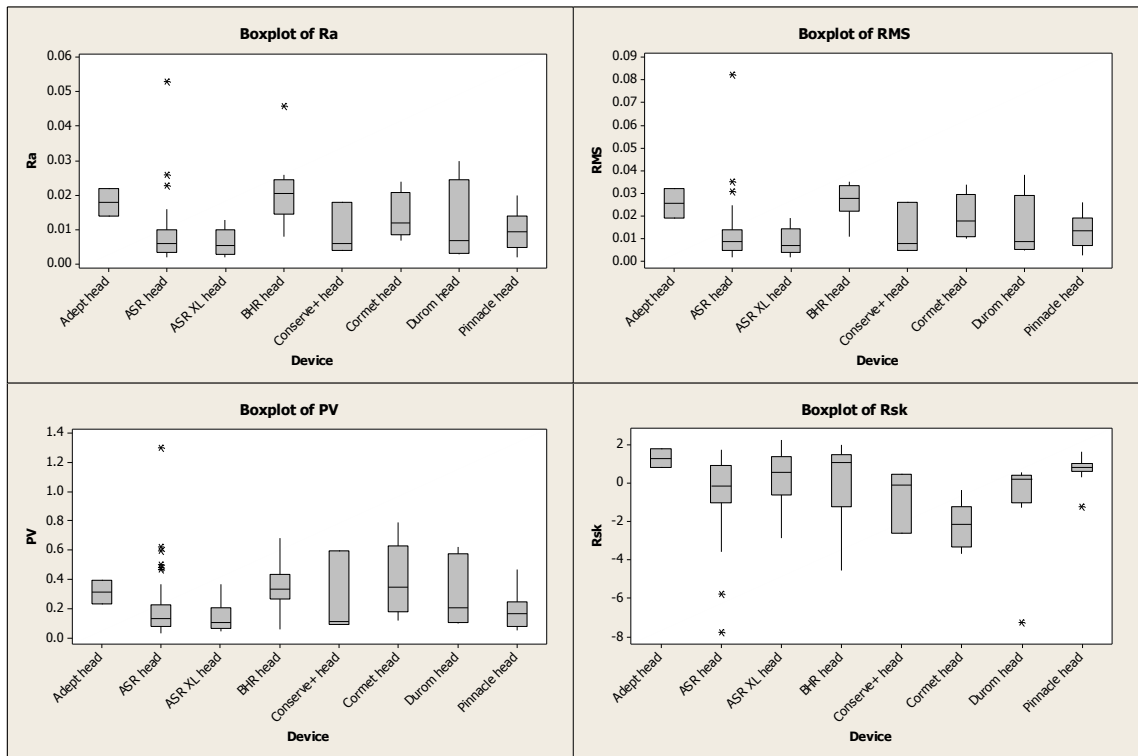 Boxplot of Ra
0.06
0.05
0.04
0.03
0.02
0.01
0.00
Ra
Adept head
ASR head
ASR XL head
BHR head
Conserve+ head
Cormet head
Durom head
Pinnacle head
Device
Boxplot of RMS
0.09
0.08
0.07
0.06
0.05
0.04
0.03
0.02
0.01
0.00
RMS
Adept head
ASR head
ASR XL head
BHR head
Conserve+ head
Cormet head
Durom head
Pinnacle head
Device
Boxplot of PV
1.4
1.2
1.0
0.8
0.6
0.4
0.2
0.0
PV
Adept head
ASR head
ASR XL head
BHR head
Conserve+ head
Cormet head
Durom head
Pinnacle head
Device
Boxplot of Rsk
2
0
-2
-4
-6
-8
Rsk
Adept head
ASR head
ASR XL head
BHR head
Conserve+ head
Cormet head
Durom head
Pinnacle head
Device